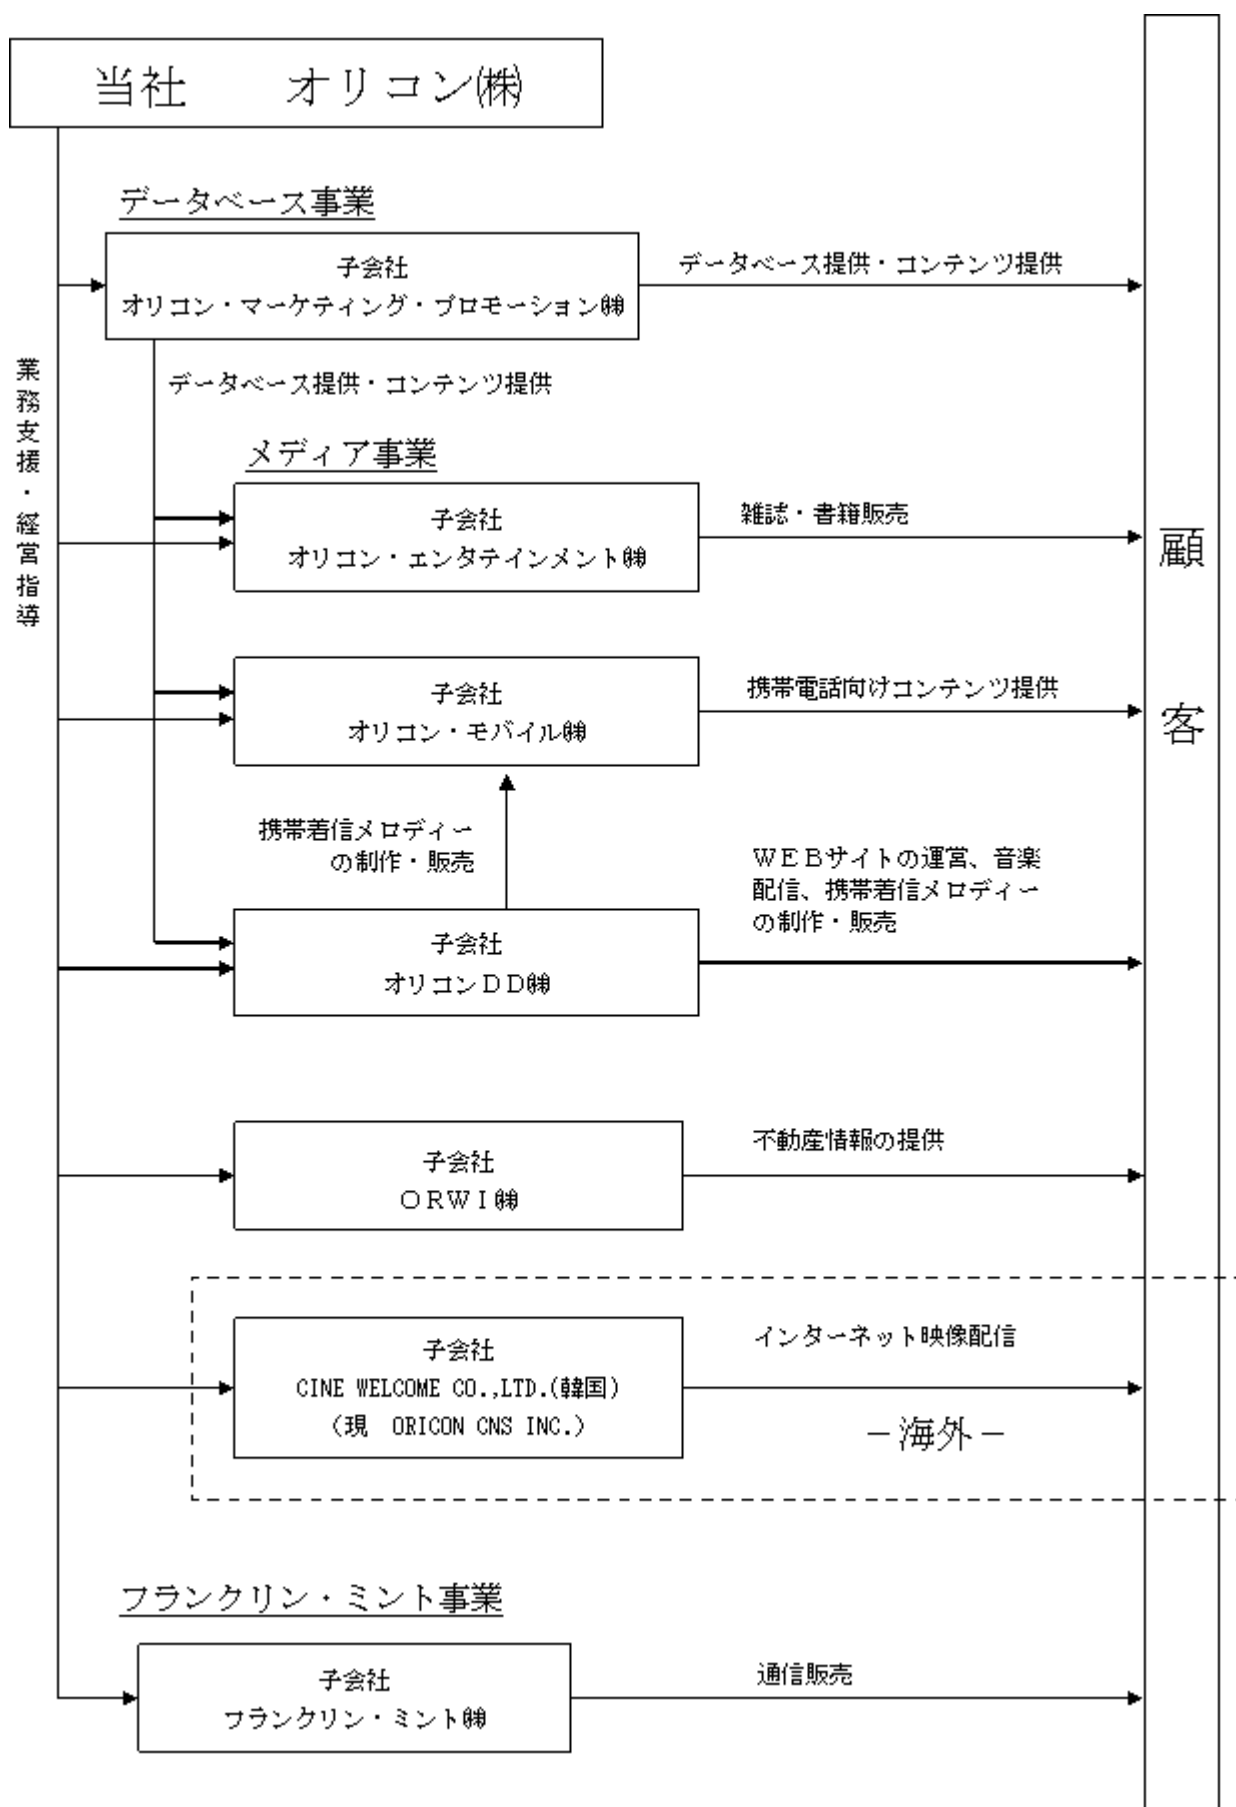 当社　　オリコン㈱
データベース事業
子会社
オリコン・マーケティング・プロモーション㈱
データベース提供・コンテンツ提供
業務支援・経営指導
データベース提供・コンテンツ提供
メディア事業
子会社
オリコン・エンタテインメント㈱
雑誌・書籍販売
顧客
子会社
オリコン・モバイル㈱
携帯電話向けコンテンツ提供
携帯着信メロディー
の制作・販売
ＷＥＢサイトの運営、音楽
配信、携帯着信メロディー
の制作・販売
子会社
オリコンＤＤ㈱
子会社
ＯＲＷＩ㈱
不動産情報の提供
子会社
CINE WELCOME CO.,LTD.(韓国)
（現　ORICON CNS INC.）
インターネット映像配信
－海外－
フランクリン・ミント事業
子会社
フランクリン・ミント㈱
通信販売